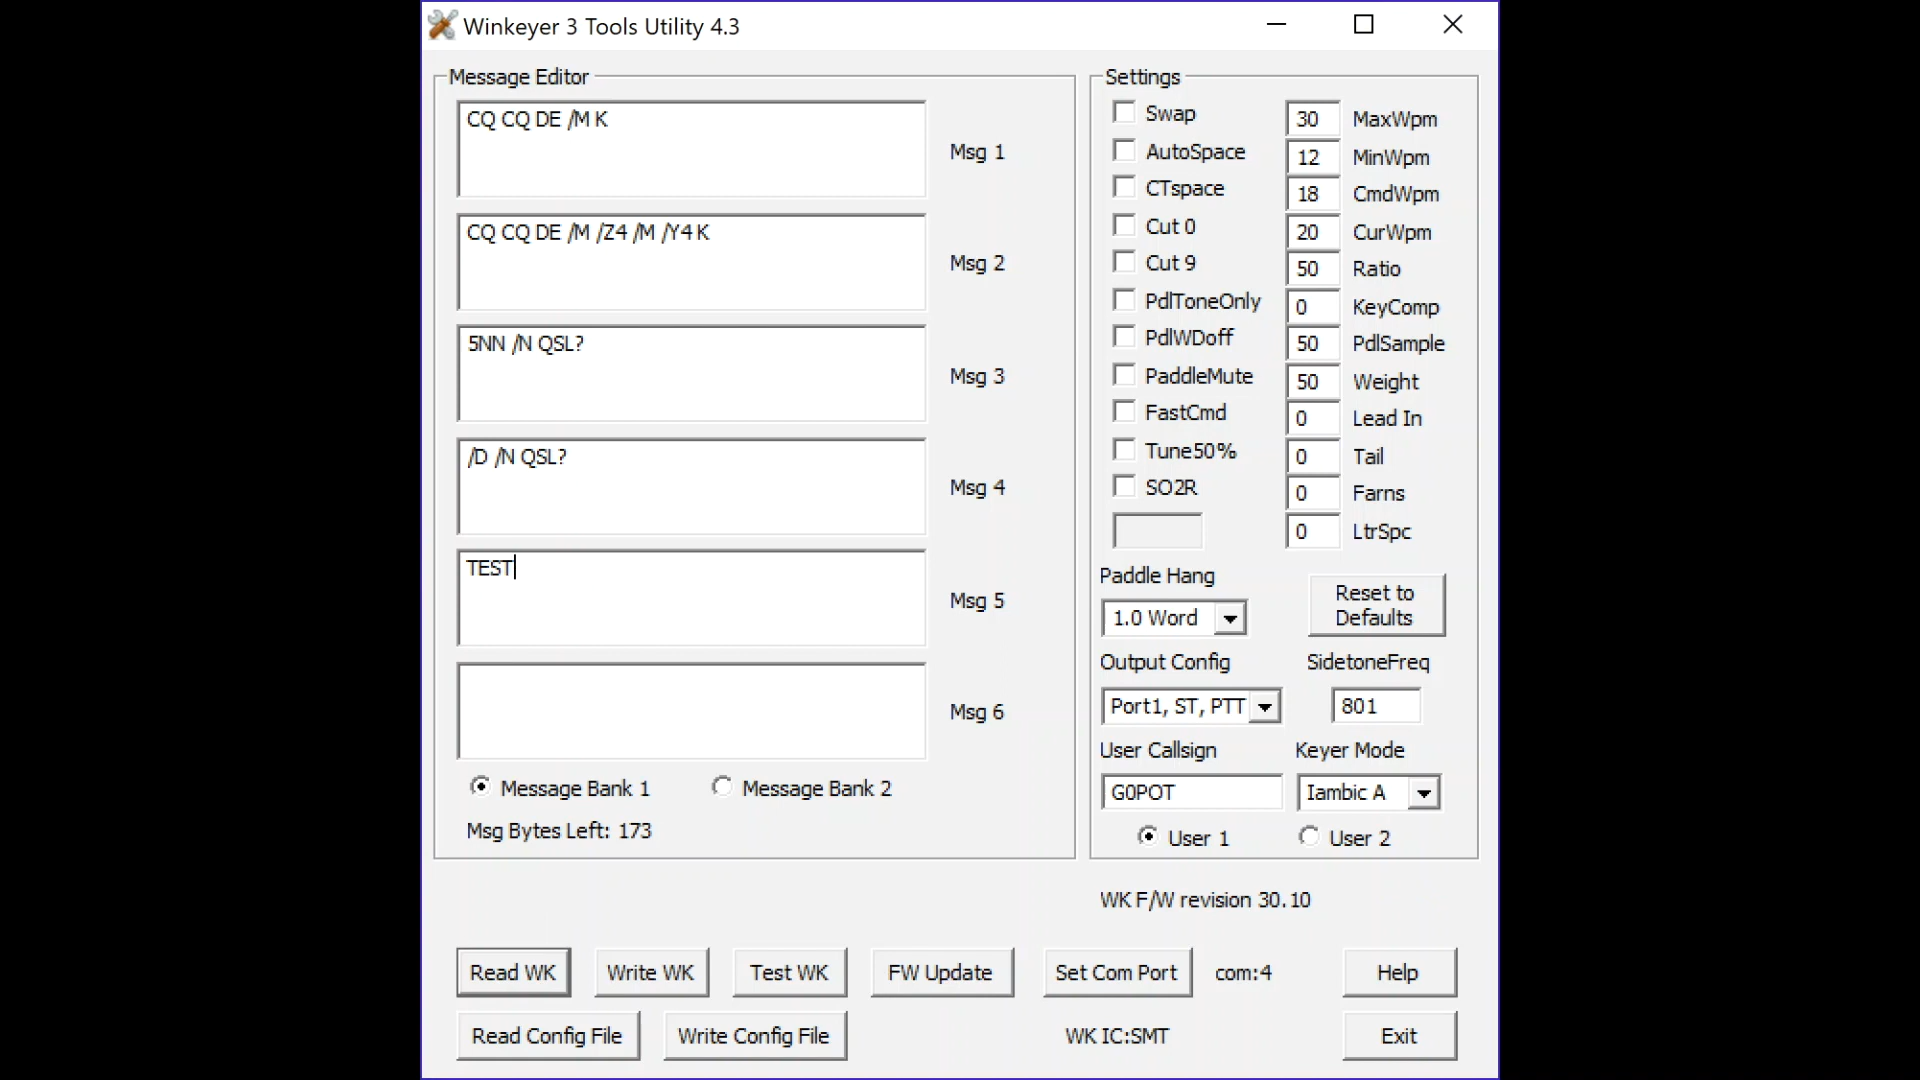 Winkeyer 3 Tools Utility 4.3
Message Editor
CQ CQ DE /M K
Msg 1
CQ CQ DE /M /Z4 /M /Y4 K
Msg 2
5NN /N QSL?
Msg 3
/D /N QSL?
Msg 4
TEST
Msg 5
Msg 6
Message Bank 1 Message Bank 2
Msg Bytes Left: 173
Settings
Swap 30 MaxWpm
AutoSpace 12 MinWpm
CTspace 18 CmdWpm
Cut 0 20 CurWpm
Cut 9 50 Ratio
PdlToneOnly 0 KeyComp
PdlWDoff 50 PdlSample
PaddleMute 50 Weight
FastCmd 0 Lead In
Tune50% 0 Tail
SO2R 0 Farns
0 LtrSpc
Paddle Hang
1.0 Word
Reset to
Defaults
Output Config SidetoneFreq
Port1, ST, PTT 801
User Callsign Keyer Mode
G0POT Iambic A
User 1 User 2
WK F/W revision 30.10
Read WK Write WK Test WK FW Update Set Com Port com:4 Help
Read Config File Write Config File WK IC:SMT Exit